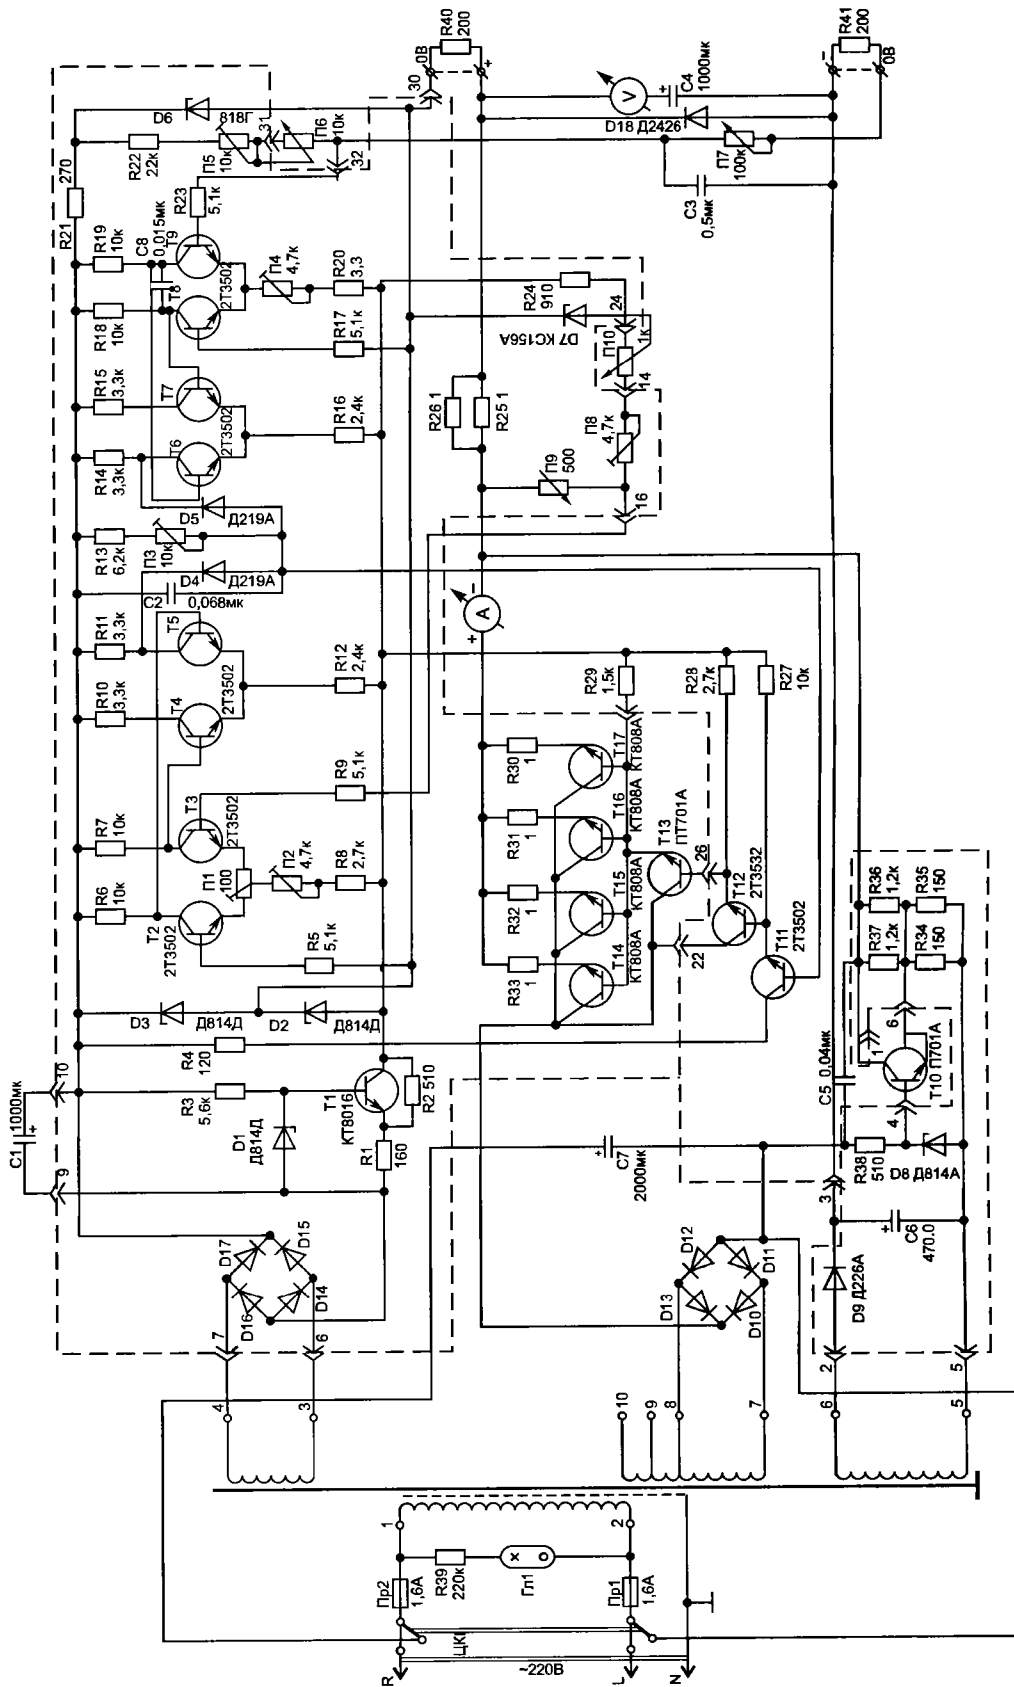 C1 1000мк
+
9
10
R21
270
D6
R22
22к
818Г
П5
10к
31
П6
10к
32
30
0В
R40
200
+
R23
5,1к
R19
10к
C8
0,015мк
T9
R18
10к
T8
2Т3502
П4
4,7к
R20
3,3
R17
5,1к
R15
3,3к
T7
2Т3502
R16
2,4к
R14
3,3к
T6
D5
Д219А
R13
6,2к
П3
10к
D4
Д219А
C2
0,068мк
R11
3,3к
T5
R10
3,3к
T4
2Т3502
R12
2,4к
R7
10к
T3
2Т3502
R9
5,1к
R6
10к
T2
2Т3502
П1
100
П2
4,7к
R8
2,7к
R5
5,1к
D3
Д814Д
D2
Д814Д
R4
120
R3
5,6к
T1
КТ8016
R2 510
D1
Д814Д
R1
160
D17
D15
D16
D14
7
6
4
3
V
C4
1000мк
+
D18 Д2426
П7
100к
C3
0,5мк
-
R41
200
0В
R24
910
D7 КС156А
24
П10
1к
14
П8
4,7к
П9
500
16
R26 1
R25 1
A
+
-
R29
1,5к
R28
2,7к
R27
10к
R30
1
T17
КТ808А
R31
1
T16
КТ808А
R32
1
T15
КТ808А
R33
1
T14
КТ808А
T13
ПТ701А
26
22
T12
2Т3532
T11
2Т3502
C7
2000мк
+
D12
D11
D13
D10
10
9
8
7
R36
1,2к
R35
150
R37
1,2к
R34
150
6
1
T10 П701А
4
C5 0,04мк
R38
510
D8 Д814А
3
C6
470.0
+
D9 Д226А
2
5
6
5
1
2
Пр2
1,6А
R39
220к
Гл1
Пр1
1,6А
ЦК
~220В
R
L
N